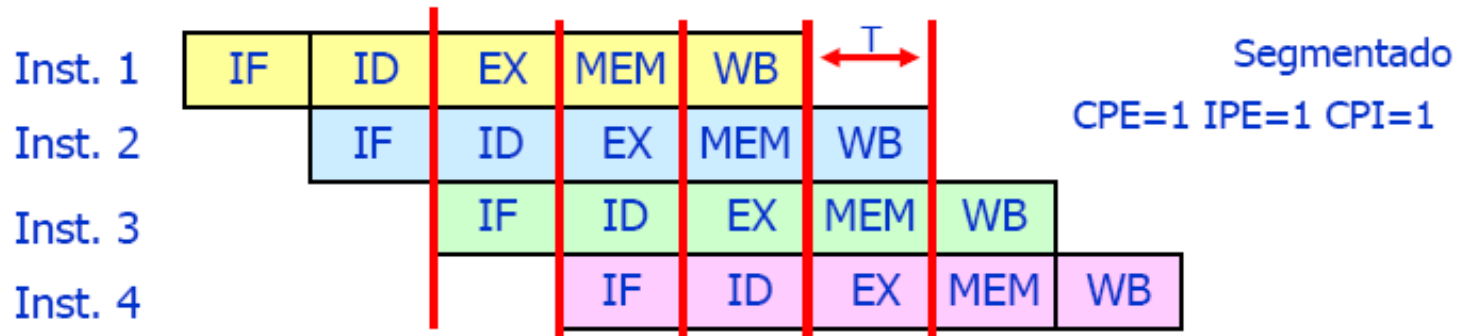 Inst. 1 IF ID EX MEM WB T Segmentado
CPE=1 IPE=1 CPI=1
Inst. 2 IF ID EX MEM WB
Inst. 3 IF ID EX MEM WB
Inst. 4 IF ID EX MEM WB